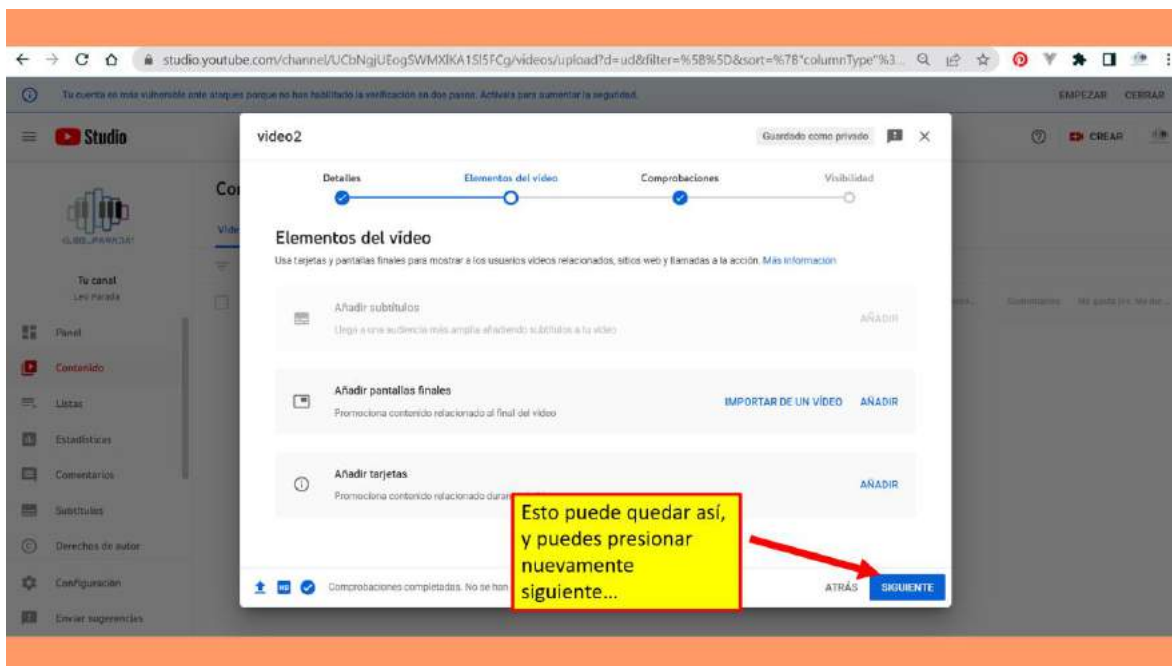 studio.youtube.com/channel/UCbNgjUEogSWMXlKA1Sl5FCg/videos/upload?d=ud&filter=%5B%5D&sort=%7B"columnType"%3...
Tu cuenta es más vulnerable ante ataques porque no has habilitado la verificación en dos pasos. Actívala para aumentar la seguridad.
EMPEZAR CERRAR
Studio
CREAR
video2
Guardado como privado
Detalles
Elementos del vídeo
Comprobaciones
Visibilidad
Elementos del vídeo
Usa tarjetas y pantallas finales para mostrar a los usuarios vídeos relacionados, sitios web y llamadas a la acción. Más información
Añadir subtítulos
Llega a una audiencia más amplia añadiendo subtítulos a tu vídeo
AÑADIR
Añadir pantallas finales
Promociona contenido relacionado al final del vídeo
IMPORTAR DE UN VÍDEO AÑADIR
Añadir tarjetas
Promociona contenido relacionado
AÑADIR
Esto puede quedar así,
y puedes presionar
nuevamente
siguiente...
Comprobaciones completadas. No se han
ATRÁS
SIGUIENTE
Tu canal
Leo Parada
Panel
Contenido
Listas
Estadísticas
Comentarios
Subtítulos
Derechos de autor
Configuración
Enviar sugerencias